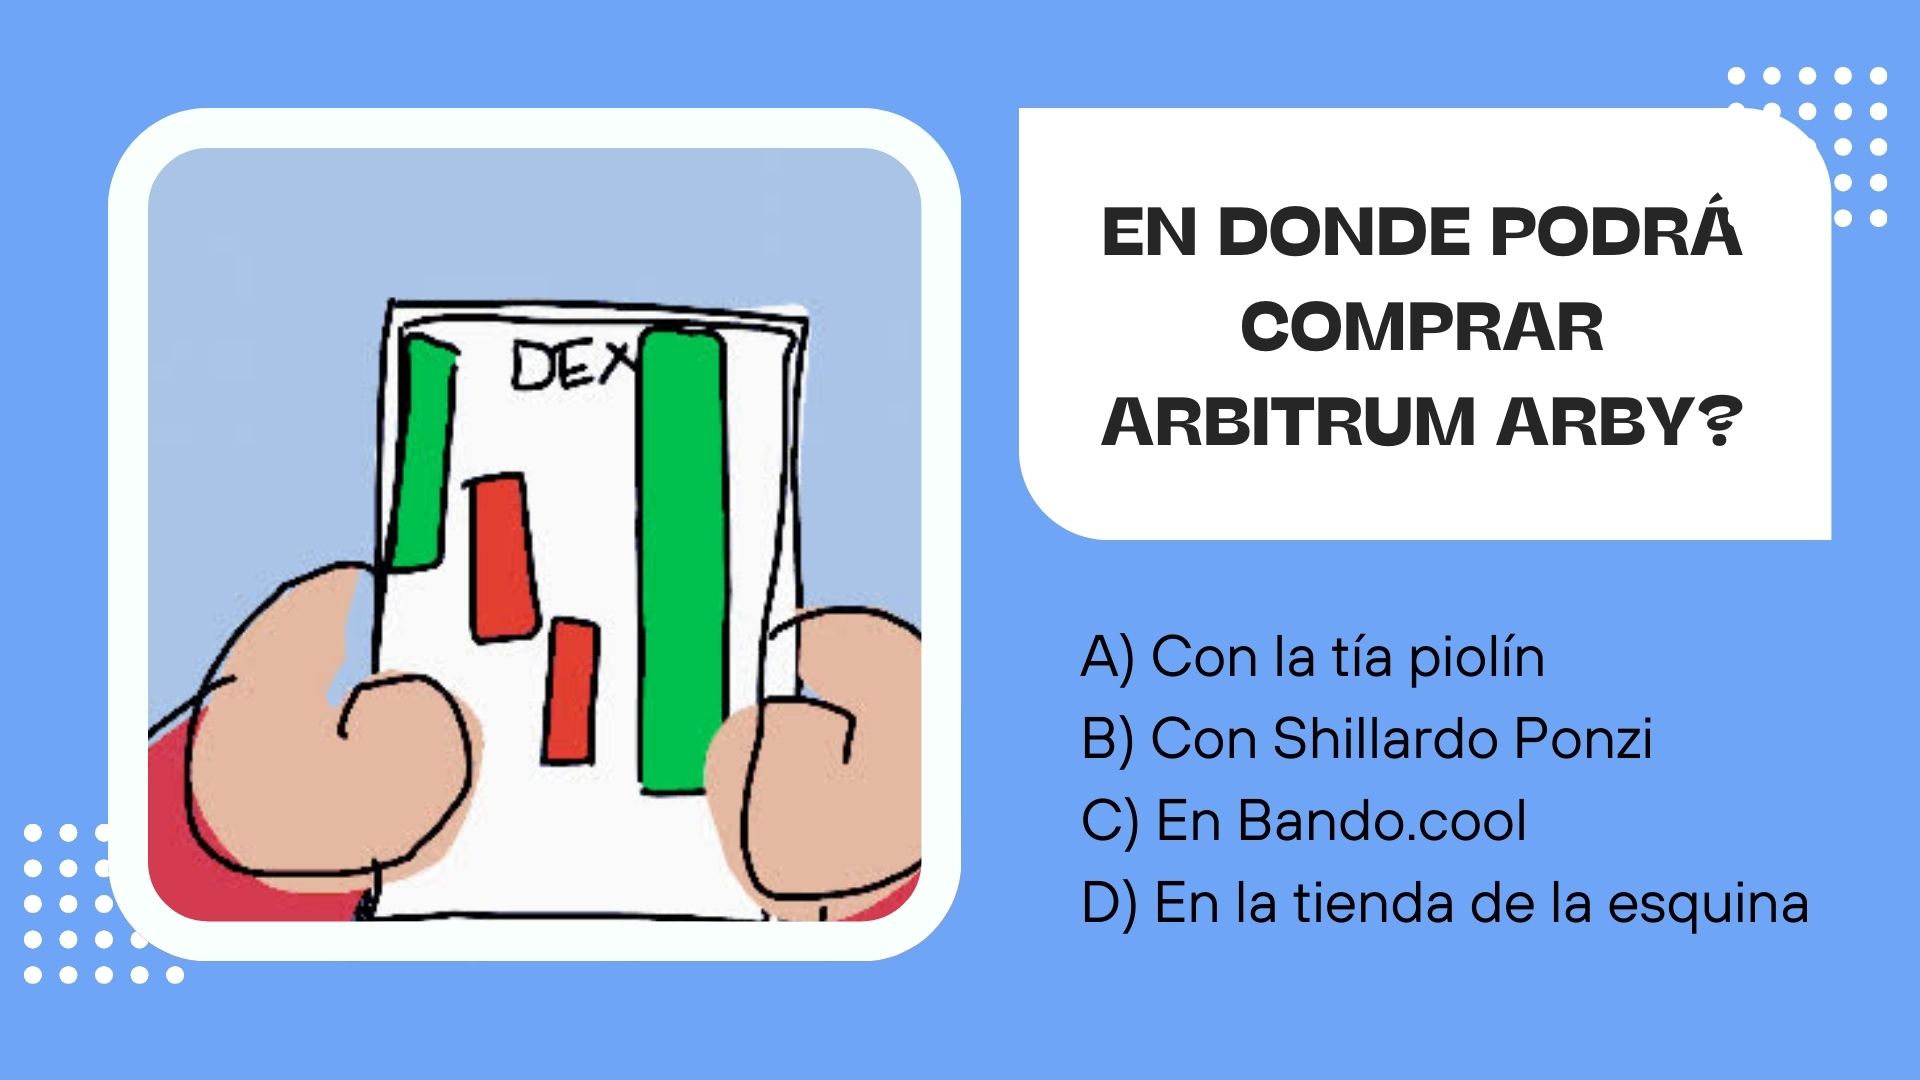 DEX
EN DONDE PODRÁ
COMPRAR
ARBITRUM ARBY?
A) Con la tía piolín
B) Con Shillardo Ponzi
C) En Bando.cool
D) En la tienda de la esquina